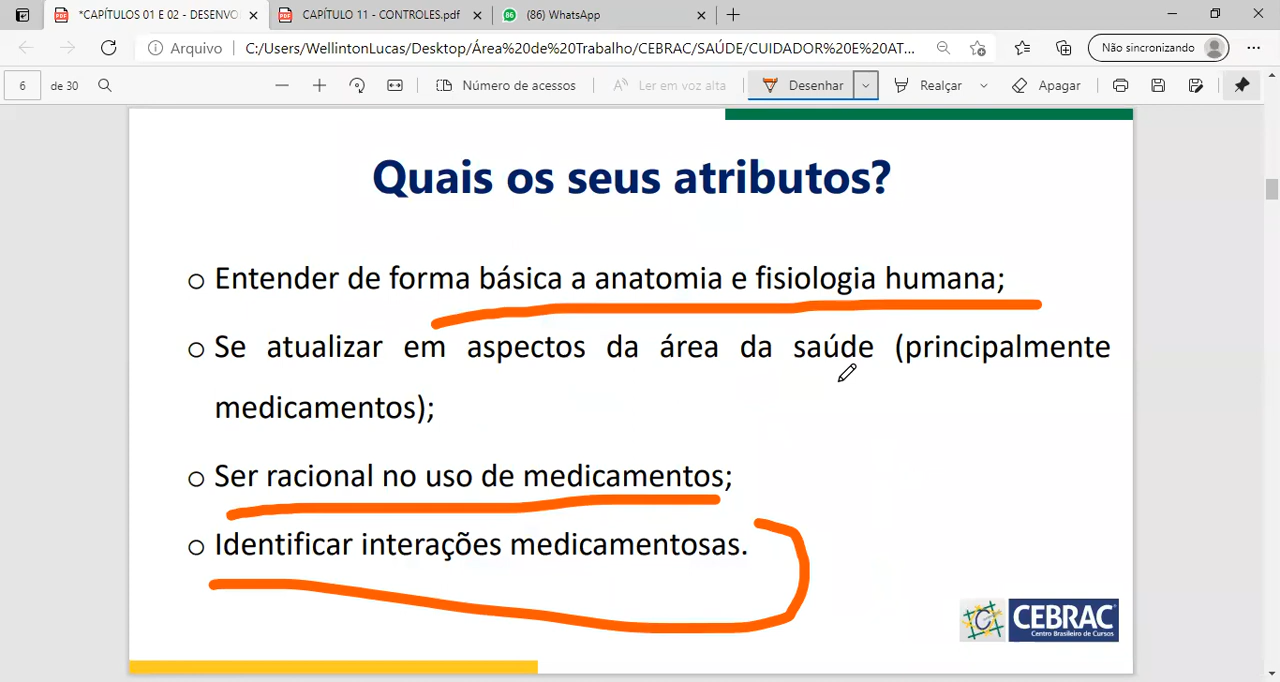 *CAPÍTULOS 01 E 02 - DESENVO
CAPÍTULO 11 - CONTROLES.pdf
(86) WhatsApp
Arquivo
C:/Users/WellintonLucas/Desktop/Área%20de%20Trabalho/CEBRAC/SAÚDE/CUIDADOR%20E%20AT...
Não sincronizando
6
de 30
Número de acessos
Ler em voz alta
Desenhar
Realçar
Apagar
Quais os seus atributos?
Entender de forma básica a anatomia e fisiologia humana;
Se atualizar em aspectos da área da saúde (principalmente
medicamentos);
Ser racional no uso de medicamentos;
Identificar interações medicamentosas.
CEBRAC
Centro Brasileiro de Cursos